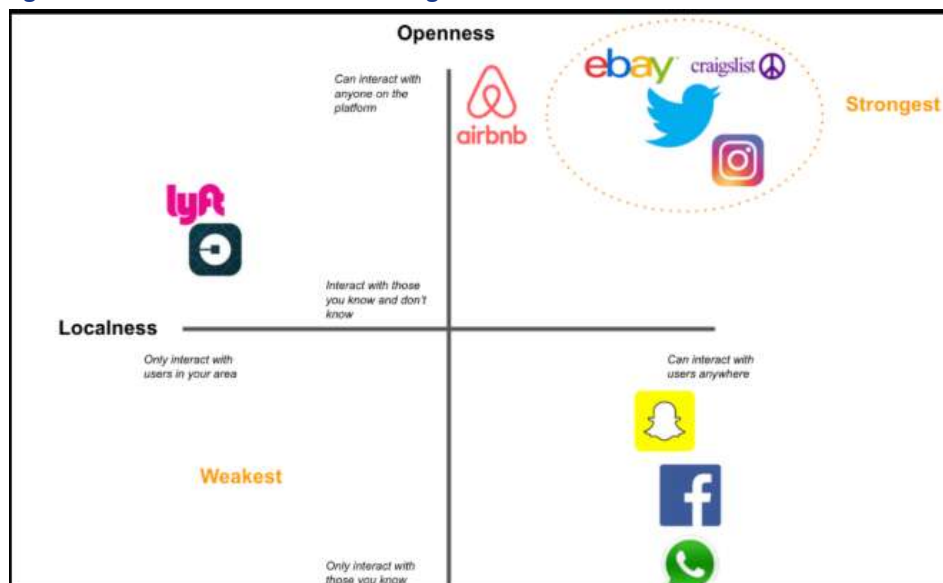 Openness
Can interact with
anyone on the
platform
airbnb
ebay
craigslist
Strongest
lyft
Interact with those
you know and don't
know
Localness
Only interact with
users in your area
Can interact with
users anywhere
Weakest
Only interact with
those you know